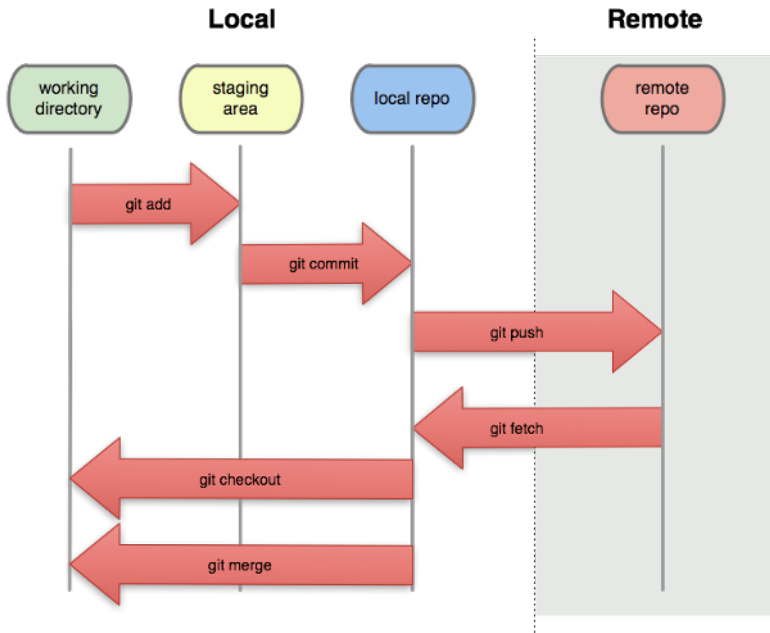 Local
Remote
working
directory
staging
area
local repo
remote
repo
git add
git commit
git push
git fetch
git checkout
git merge